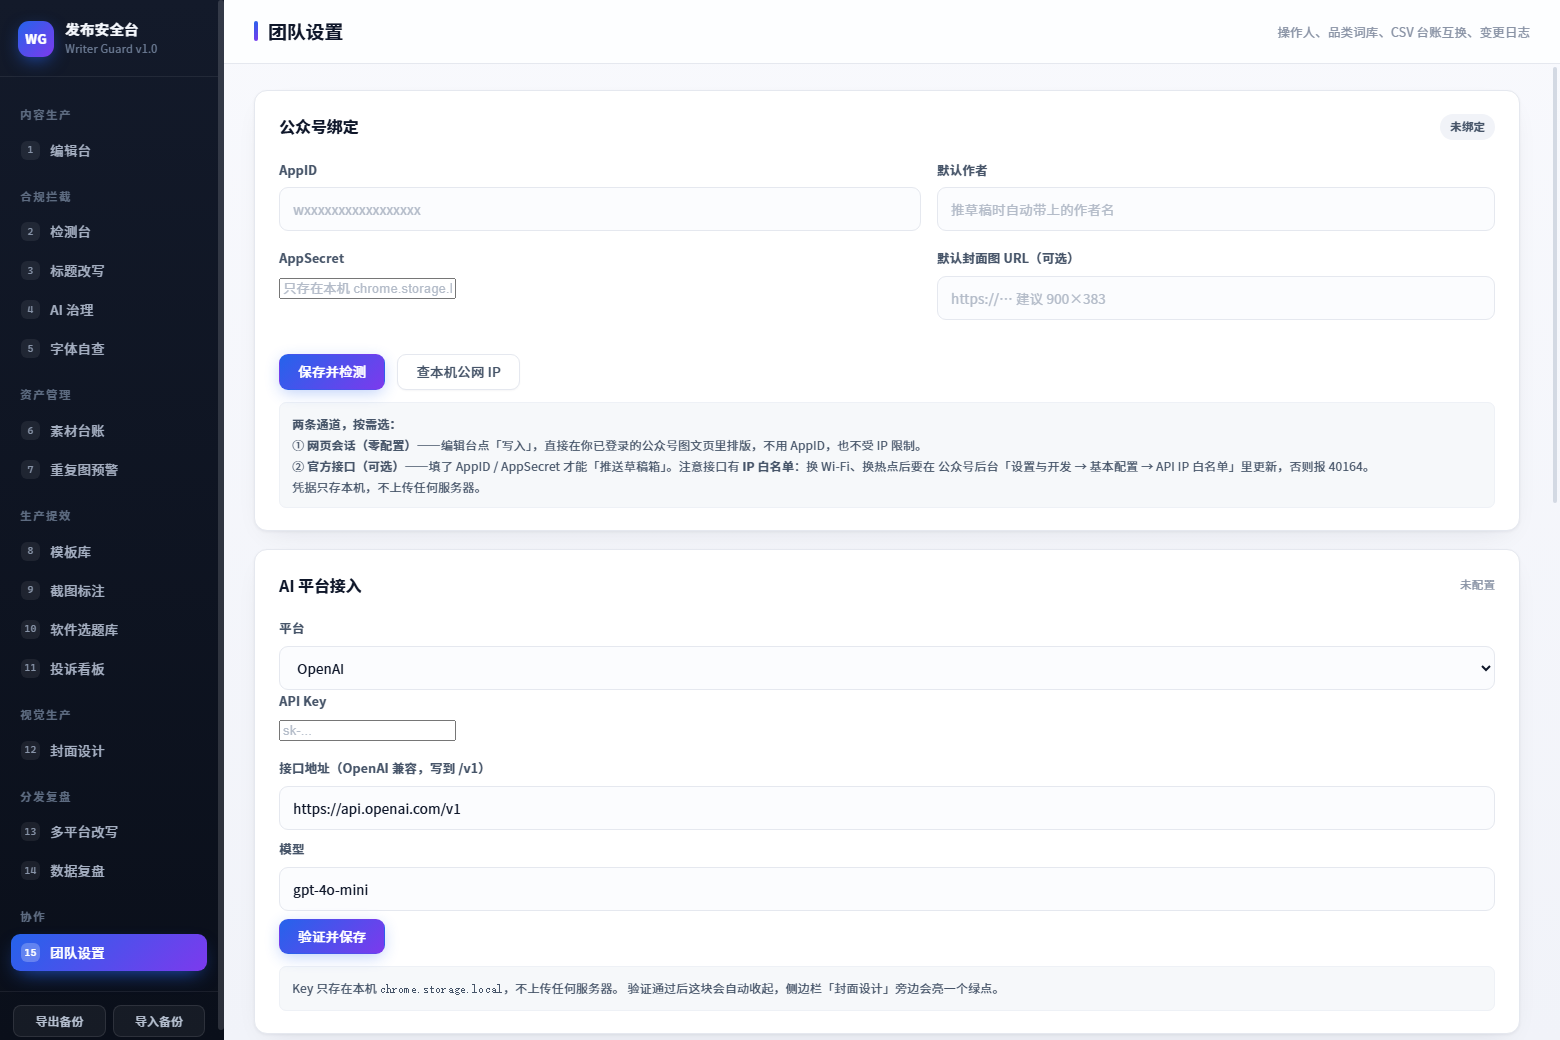 WG
发布安全台
Writer Guard v1.0
内容生产
1 编辑台
合规拦截
2 检测台
3 标题改写
4 AI 治理
5 字体自查
资产管理
6 素材台账
7 重复图预警
生产提效
8 模板库
9 截图标注
10 软件选题库
11 投诉看板
视觉生产
12 封面设计
分发复盘
13 多平台改写
14 数据复盘
协作
15 团队设置
导出备份 导入备份
团队设置
操作人、品类词库、CSV 台账互换、变更日志
公众号绑定
未绑定
AppID
wxxxxxxxxxxxxxxxxx
默认作者
推草稿时自动带上的作者名
AppSecret
只存在本机 chrome.storage.l
默认封面图 URL（可选）
https://… 建议 900×383
保存并检测 查本机公网 IP
两条通道，按需选：
① 网页会话（零配置）——编辑台点「写入」，直接在你已登录的公众号图文页里排版，不用 AppID，也不受 IP 限制。
② 官方接口（可选）——填了 AppID / AppSecret 才能「推送草稿箱」。注意接口有 IP 白名单：换 Wi-Fi、换热点后要在 公众号后台「设置与开发 → 基本配置 → API IP 白名单」里更新，否则报 40164。
凭据只存本机，不上传任何服务器。
AI 平台接入
未配置
平台
OpenAI
API Key
sk-...
接口地址（OpenAI 兼容，写到 /v1）
https://api.openai.com/v1
模型
gpt-4o-mini
验证并保存
Key 只存在本机 chrome.storage.local，不上传任何服务器。 验证通过后这块会自动收起，侧边栏「封面设计」旁边会亮一个绿点。